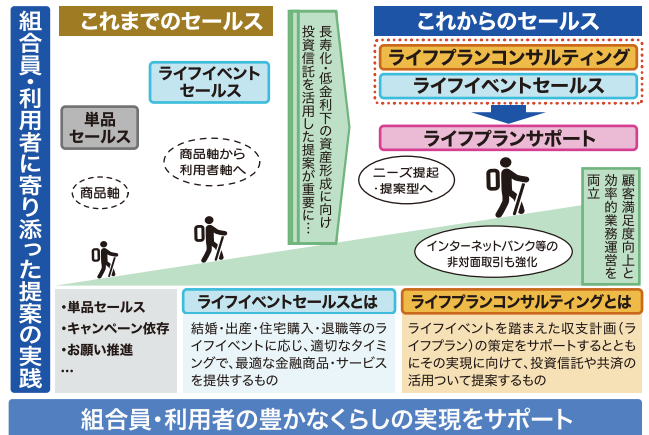 組合員・利用者に寄り添った提案の実践
これまでのセールス
ライフイベント
セールス
単品
セールス
商品軸から
利用者軸へ
商品軸
長寿化・低金利下の資産形成に向け
投資信託を活用した提案が重要に…
これからのセールス
ライフプランコンサルティング
ライフイベントセールス
ライフプランサポート
ニーズ提起
・提案型へ
インターネットバンク等の
非対面取引も強化
顧客満足度向上と
効率的業務運営を
両立
・単品セールス
・キャンペーン依存
・お願い推進
…
ライフイベントセールスとは
結婚・出産・住宅購入・退職等のラ
イフイベントに応じ、適切なタイミ
ングで、最適な金融商品・サービス
を提供するもの
ライフプランコンサルティングとは
ライフイベントを踏まえた収支計画（ラ
イフプラン）の策定をサポートするとと
もにその実現に向けて、投資信託や共済の
活用ついて提案するもの
組合員・利用者の豊かなくらしの実現をサポート